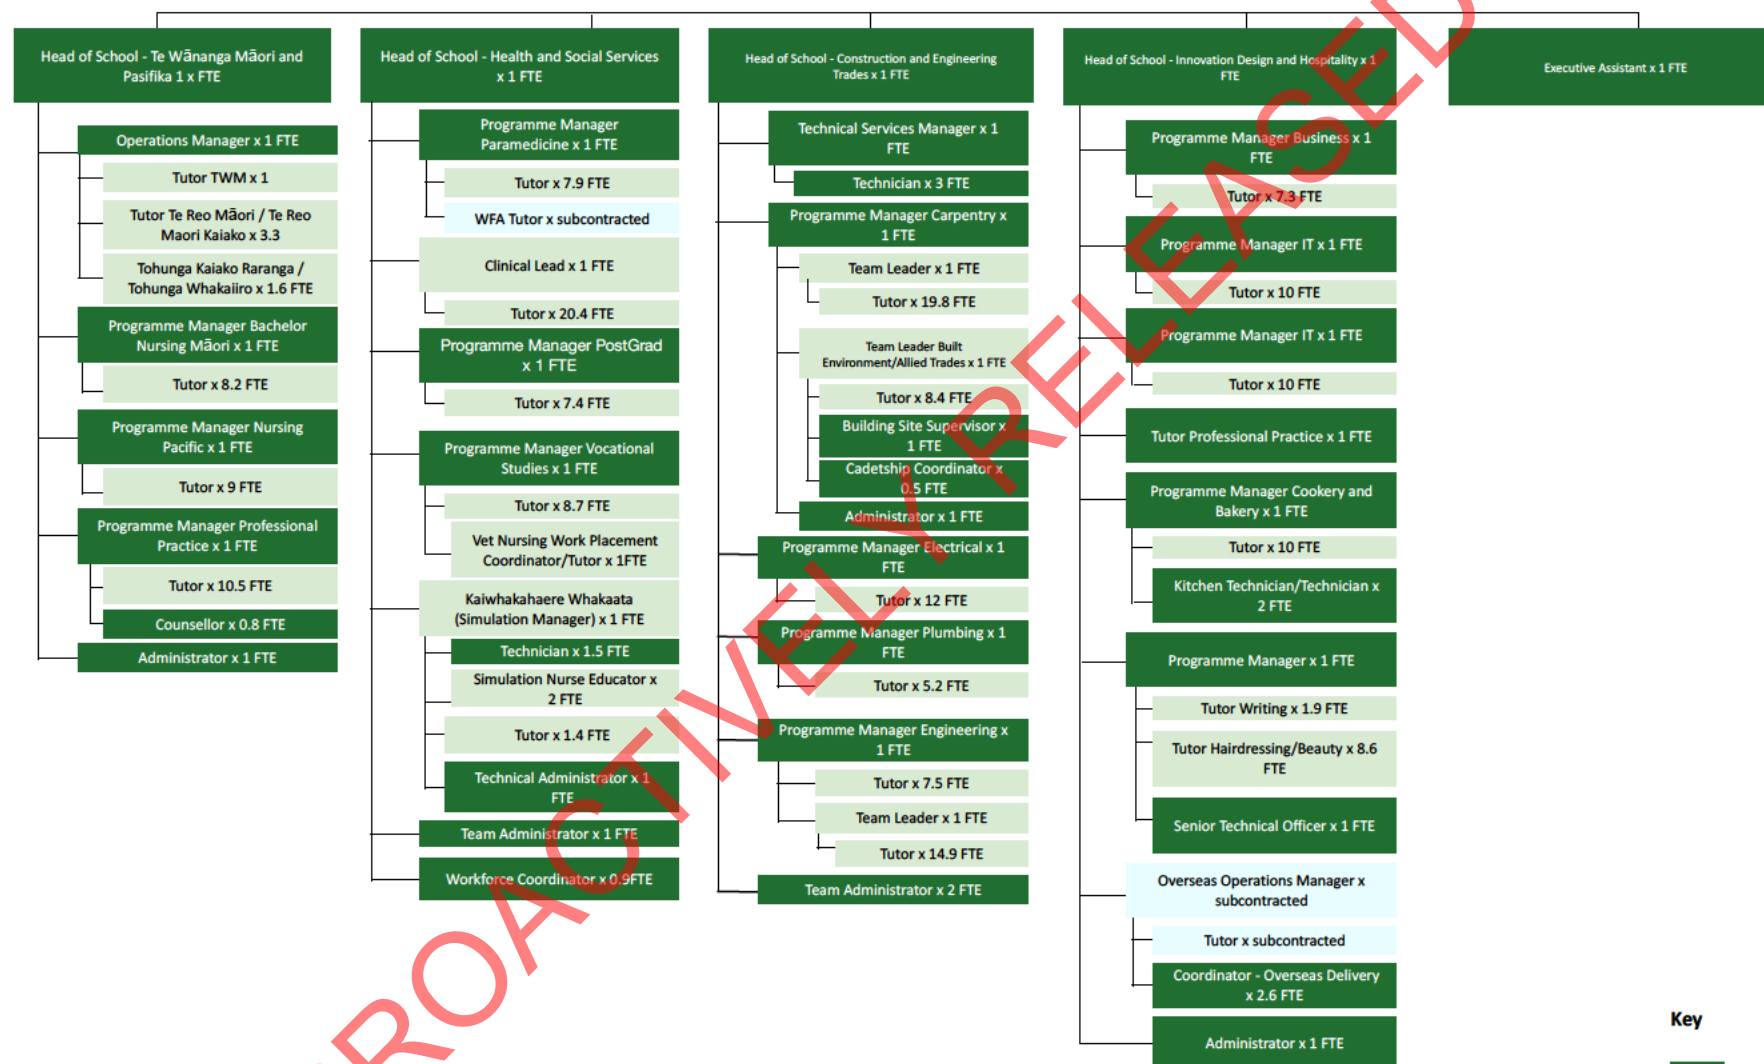 Head of School - Te Wānanga Māori and
Pasifika 1 x FTE
Operations Manager x 1 FTE
Tutor TWM x 1
Tutor Te Reo Māori / Te Reo
Maori Kaiako x 3.3
Tohunga Kaiako Raranga /
Tohunga Whakaiiro x 1.6 FTE
Programme Manager Bachelor
Nursing Māori x 1 FTE
Tutor x 8.2 FTE
Programme Manager Nursing
Pacific x 1 FTE
Tutor x 9 FTE
Programme Manager Professional
Practice x 1 FTE
Tutor x 10.5 FTE
Counsellor x 0.8 FTE
Administrator x 1 FTE
Head of School - Health and Social Services
x 1 FTE
Programme Manager
Paramedicine x 1 FTE
Tutor x 7.9 FTE
WFA Tutor x subcontracted
Clinical Lead x 1 FTE
Tutor x 20.4 FTE
Programme Manager PostGrad
x 1 FTE
Tutor x 7.4 FTE
Programme Manager Vocational
Studies x 1 FTE
Tutor x 8.7 FTE
Vet Nursing Work Placement
Coordinator/Tutor x 1FTE
Kaiwhakahaere Whakaata
(Simulation Manager) x 1 FTE
Technician x 1.5 FTE
Simulation Nurse Educator x
2 FTE
Tutor x 1.4 FTE
Technical Administrator x 1
FTE
Team Administrator x 1 FTE
Workforce Coordinator x 0.9FTE
Head of School - Construction and Engineering
Trades x 1 FTE
Technical Services Manager x 1
FTE
Technician x 3 FTE
Programme Manager Carpentry x
1 FTE
Team Leader x 1 FTE
Tutor x 19.8 FTE
Team Leader Built
Environment/Allied Trades x 1 FTE
Tutor x 8.4 FTE
Building Site Supervisor x
1 FTE
Cadetship Coordinator x
0.5 FTE
Administrator x 1 FTE
Programme Manager Electrical x 1
FTE
Tutor x 12 FTE
Programme Manager Plumbing x 1
FTE
Tutor x 5.2 FTE
Programme Manager Engineering x
1 FTE
Tutor x 7.5 FTE
Team Leader x 1 FTE
Tutor x 14.9 FTE
Team Administrator x 2 FTE
Head of School - Innovation Design and Hospitality x 1
FTE
Programme Manager Business x 1
FTE
Tutor x 7.3 FTE
Programme Manager IT x 1 FTE
Tutor x 10 FTE
Programme Manager IT x 1 FTE
Tutor x 10 FTE
Tutor Professional Practice x 1 FTE
Programme Manager Cookery and
Bakery x 1 FTE
Tutor x 10 FTE
Kitchen Technician/Technician x
2 FTE
Programme Manager x 1 FTE
Tutor Writing x 1.9 FTE
Tutor Hairdressing/Beauty x 8.6
FTE
Senior Technical Officer x 1 FTE
Overseas Operations Manager x
subcontracted
Tutor x subcontracted
Coordinator - Overseas Delivery
x 2.6 FTE
Administrator x 1 FTE
Executive Assistant x 1 FTE
Key
ROACTIVELY RELEASED